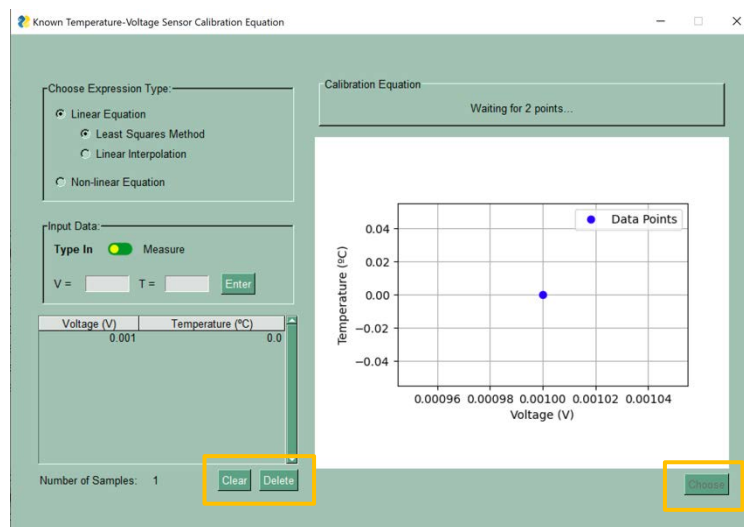 Known Temperature-Voltage Sensor Calibration Equation
Choose Expression Type:
Linear Equation
Least Squares Method
Linear Interpolation
Non-linear Equation
Input Data:
Type In Measure
V = T = Enter
Voltage (V) Temperature (ºC)
0.001 0.0
Number of Samples: 1 Clear Delete
Calibration Equation
Waiting for 2 points...
Data Points
0.04
0.02
0.00
−0.02
−0.04
Temperature (ºC)
0.00096 0.00098 0.00100 0.00102 0.00104
Voltage (V)
Choose